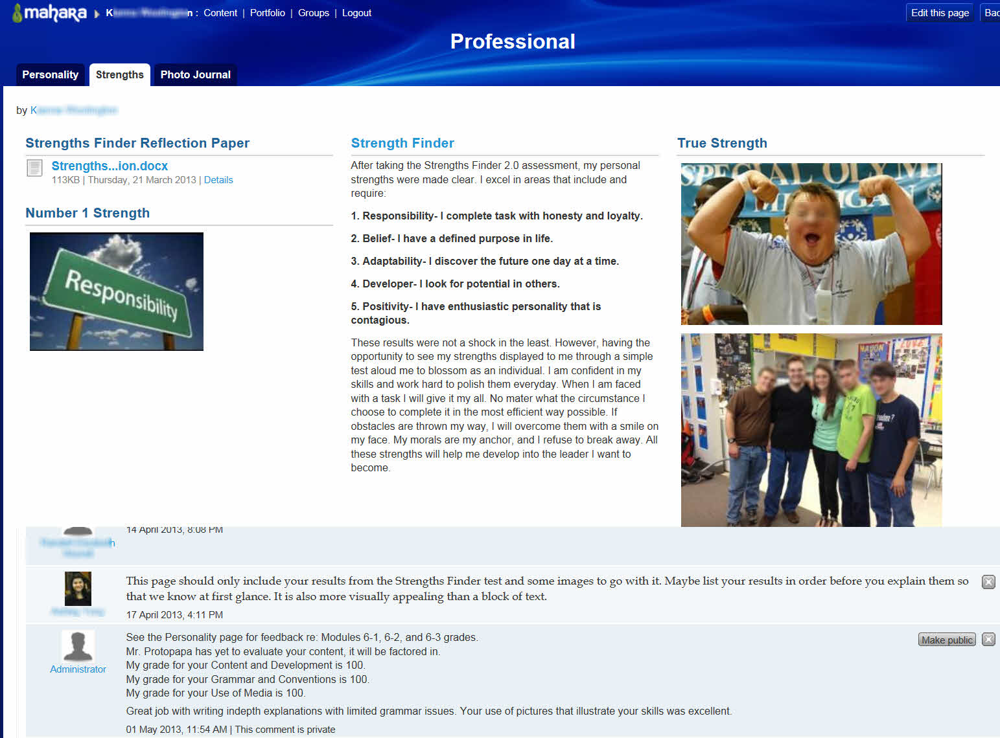 mahara K n : Content | Portfolio | Groups | Logout
Edit this page
Professional
Personality Strengths Photo Journal
by K
Strengths Finder Reflection Paper
Strengths...ion.docx
113KB | Thursday, 21 March 2013 | Details
Number 1 Strength
Responsibility
Strength Finder
After taking the Strengths Finder 2.0 assessment, my personal
strengths were made clear. I excel in areas that include and
require:
1. Responsibility- I complete task with honesty and loyalty.
2. Belief- I have a defined purpose in life.
3. Adaptability- I discover the future one day at a time.
4. Developer- I look for potential in others.
5. Positivity- I have enthusiastic personality that is
contagious.
These results were not a shock in the least. However, having the
opportunity to see my strengths displayed to me through a simple
test aloud me to blossom as an individual. I am confident in my
skills and work hard to polish them everyday. When I am faced
with a task I will give it my all. No mater what the circumstance I
choose to complete it in the most efficient way possible. If
obstacles are thrown my way, I will overcome them with a smile on
my face. My morals are my anchor, and I refuse to break away. All
these strengths will help me develop into the leader I want to
become.
True Strength
SPECIAL OLYM
MICHIGAN
14 April 2013, 8:08 PM
This page should only include your results from the Strengths Finder test and some images to go with it. Maybe list your results in order before you explain them so
that we know at first glance. It is also more visually appealing than a block of text.
17 April 2013, 4:11 PM
Administrator
See the Personality page for feedback re: Modules 6-1, 6-2, and 6-3 grades.
Make public
Mr. Protopapa has yet to evaluate your content, it will be factored in.
My grade for your Content and Development is 100.
My grade for your Grammar and Conventions is 100.
My grade for your Use of Media is 100.
Great job with writing indepth explanations with limited grammar issues. Your use of pictures that illustrate your skills was excellent.
01 May 2013, 11:54 AM | This comment is private